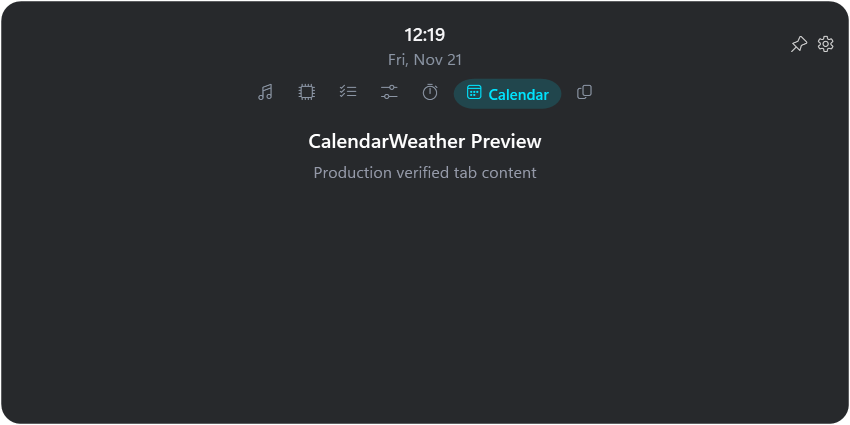 12:19
Fri, Nov 21
Calendar
CalendarWeather Preview
Production verified tab content